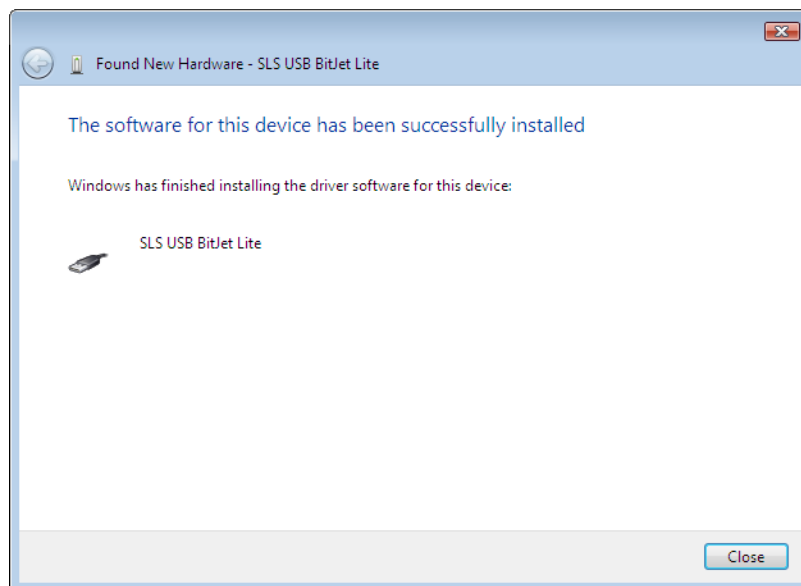 Found New Hardware - SLS USB BitJet Lite
The software for this device has been successfully installed
Windows has finished installing the driver software for this device:
SLS USB BitJet Lite
Close